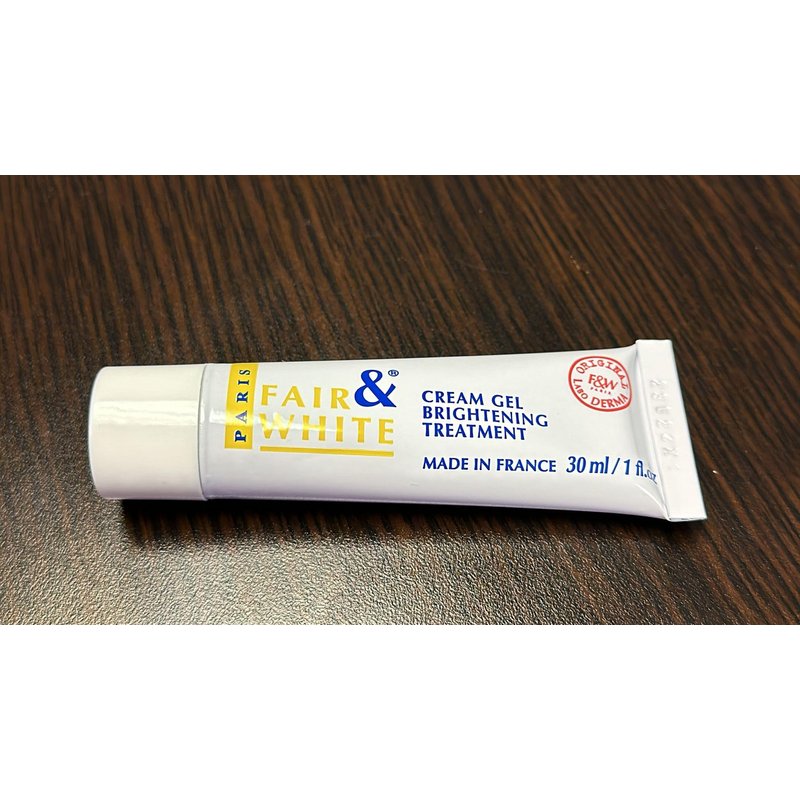 PARIS
FAIR &®
WHITE
CREAM GEL
BRIGHTENING
TREATMENT
MADE IN FRANCE 30 ml / 1 fl.oz
ORIGINAL
F&W
PARIS
LABO DERMA